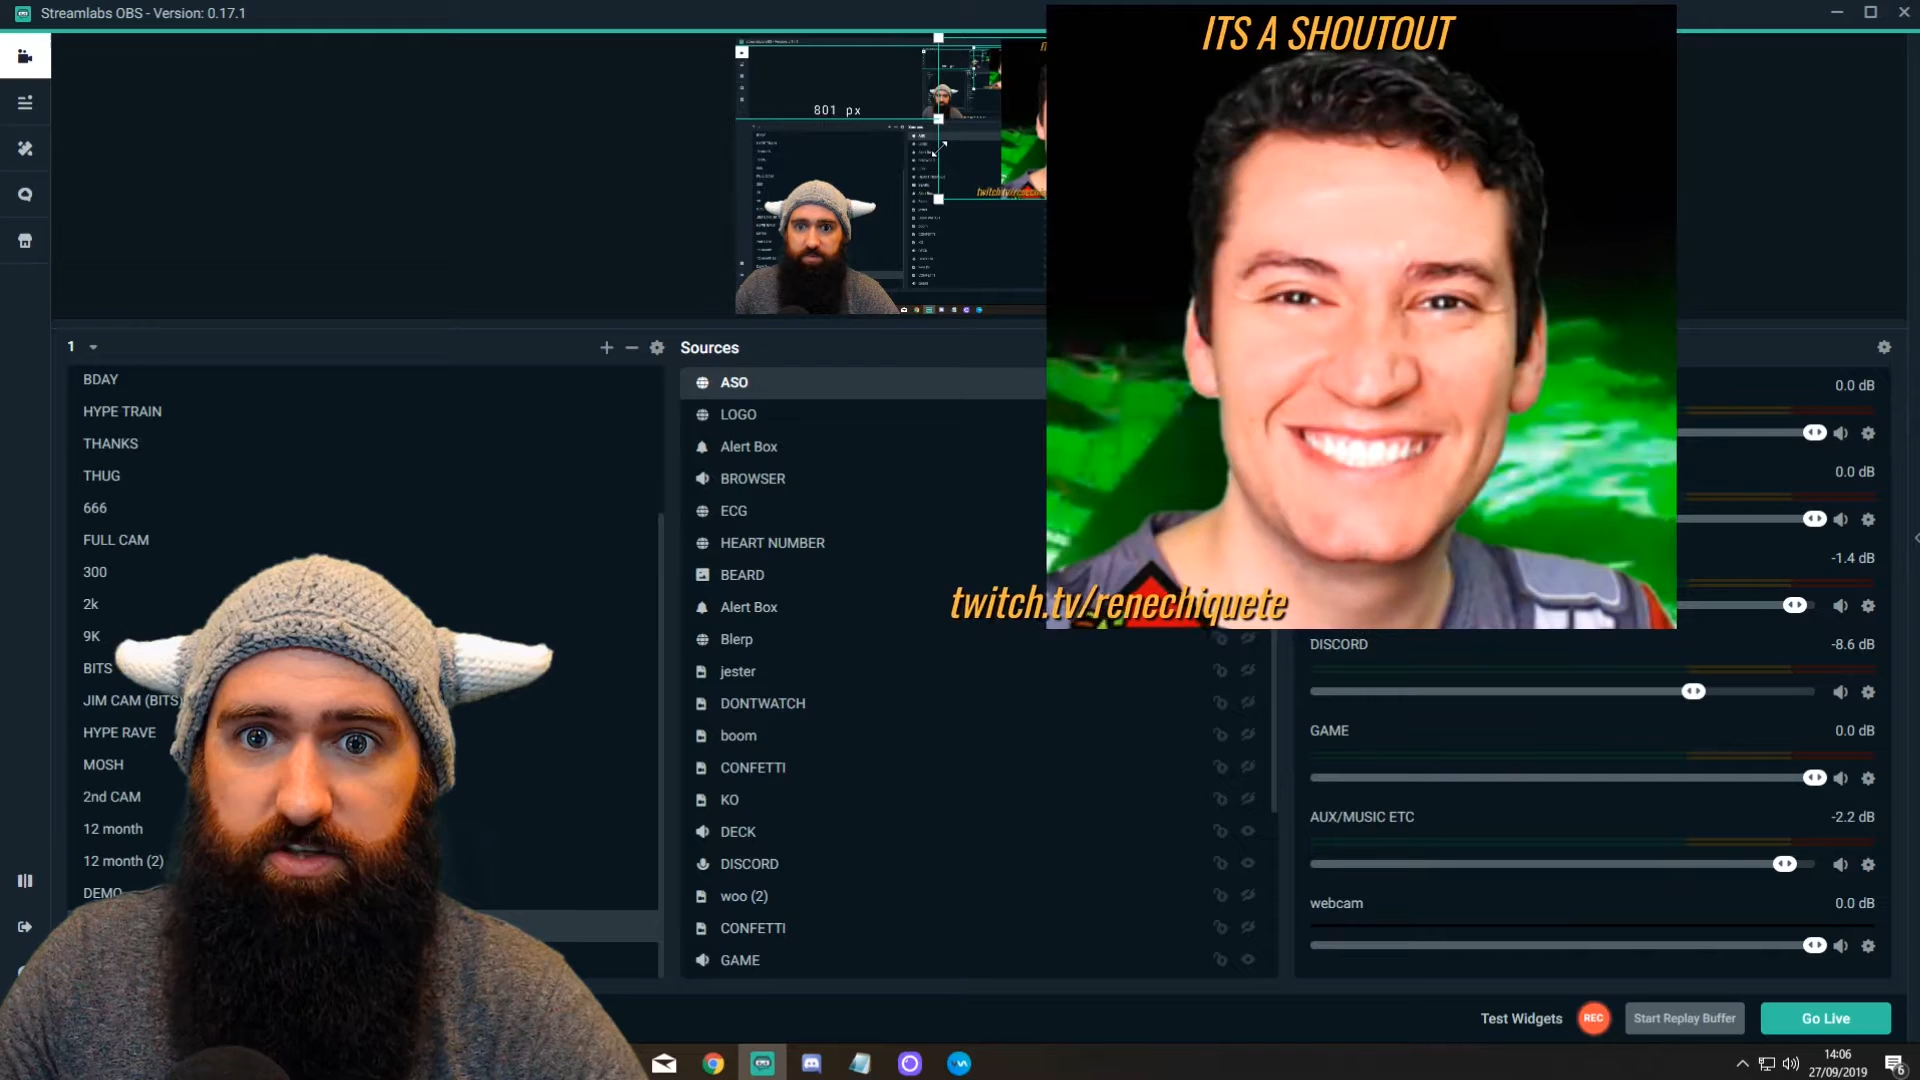 Streamlabs OBS - Version: 0.17.1
ITS A SHOUTOUT
801 px
twitch.tv/renechiquete
1
Sources
BDAY
HYPE TRAIN
THANKS
THUG
666
FULL CAM
300
2k
9K
BITS
JIM CAM (BITS)
HYPE RAVE
MOSH
2nd CAM
12 month
12 month (2)
DEMO
ASO
LOGO
Alert Box
BROWSER
ECG
HEART NUMBER
BEARD
Alert Box
Blerp
jester
DONTWATCH
boom
CONFETTI
KO
DECK
DISCORD
woo (2)
CONFETTI
GAME
0.0 dB
0.0 dB
-1.4 dB
DISCORD -8.6 dB
GAME 0.0 dB
AUX/MUSIC ETC -2.2 dB
webcam 0.0 dB
Test Widgets
REC
Start Replay Buffer
Go Live
14:06
27/09/2019
6